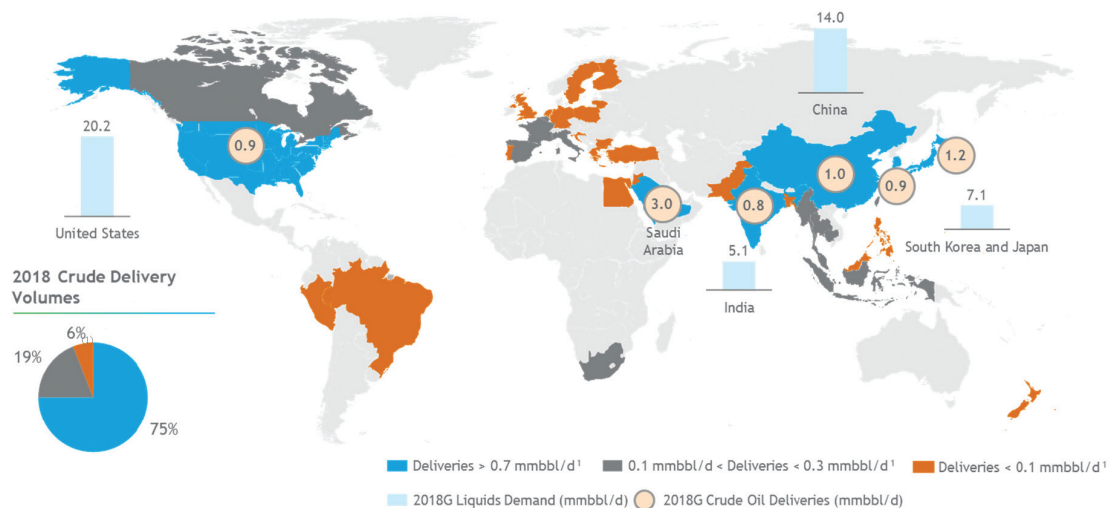 14.0
China
20.2
United States
0.9
3.0
Saudi
Arabia
0.8
1.0
0.9
1.2
7.1
South Korea and Japan
5.1
India
2018 Crude Delivery
Volumes
6%
19%
75%
Deliveries > 0.7 mmbbl/d¹
0.1 mmbbl/d < Deliveries < 0.3 mmbbl/d¹
Deliveries < 0.1 mmbbl/d¹
2018G Liquids Demand (mmbbl/d)
2018G Crude Oil Deliveries (mmbbl/d)